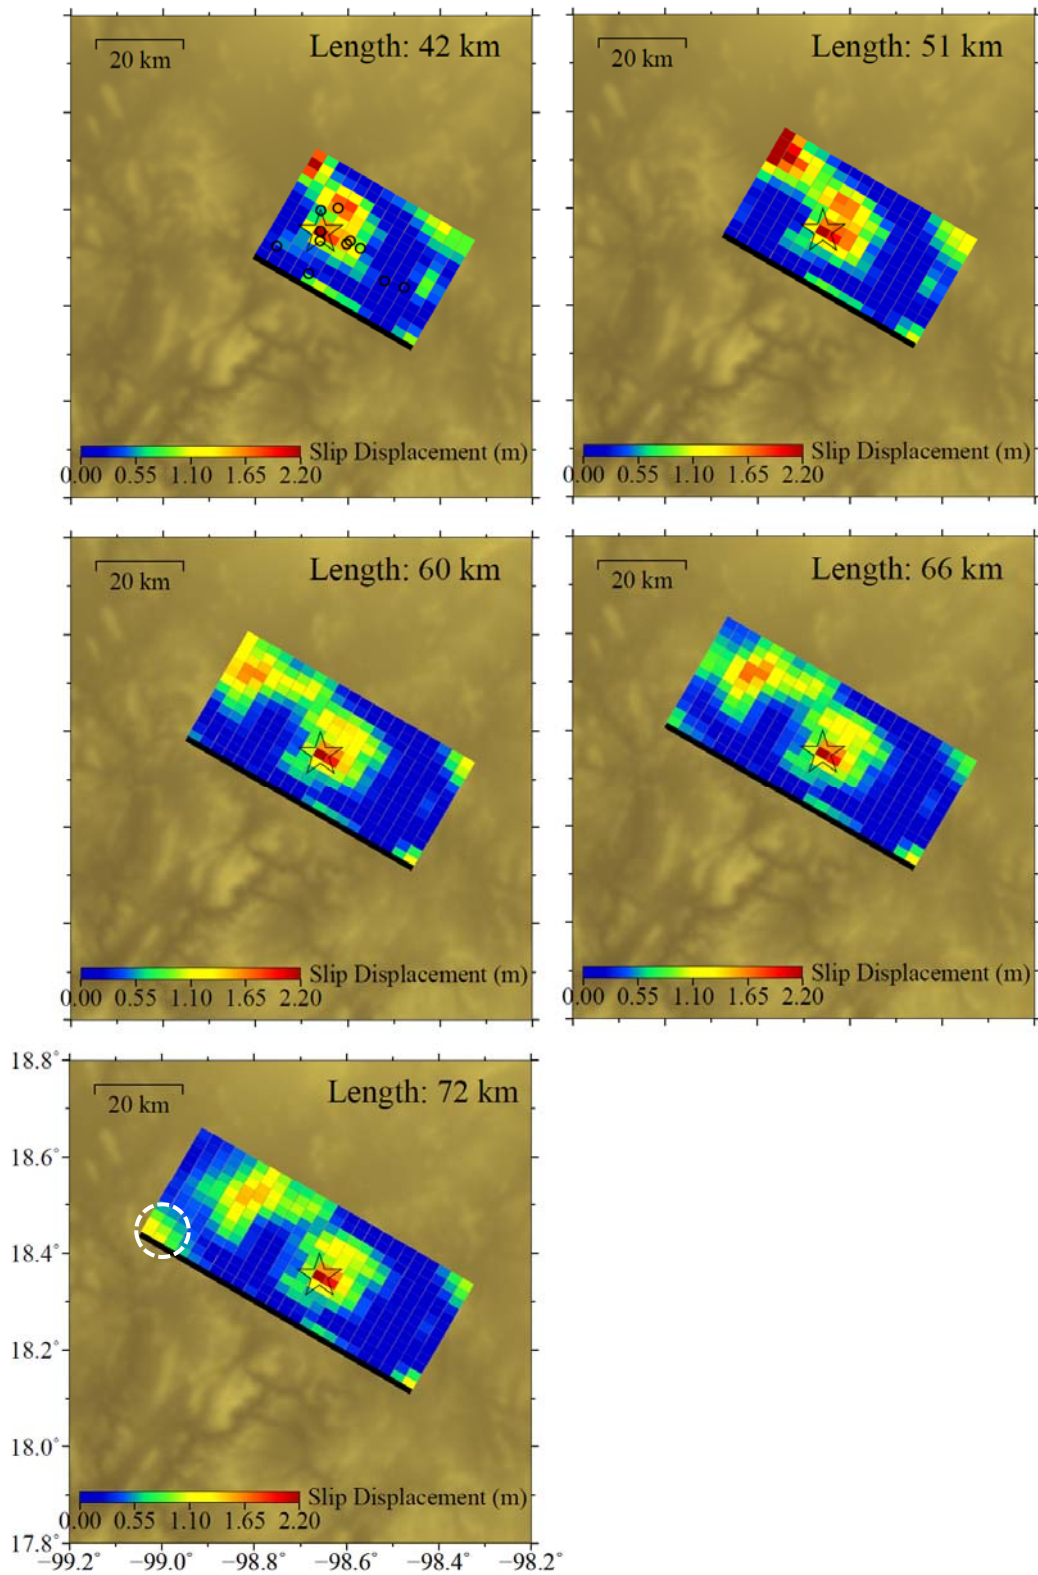 20 km
Length: 42 km
Slip Displacement (m)
0.00 0.55 1.10 1.65 2.20
20 km
Length: 51 km
Slip Displacement (m)
0.00 0.55 1.10 1.65 2.20
20 km
Length: 60 km
Slip Displacement (m)
0.00 0.55 1.10 1.65 2.20
20 km
Length: 66 km
Slip Displacement (m)
0.00 0.55 1.10 1.65 2.20
18.8°
20 km
Length: 72 km
18.6°
18.4°
18.2°
18.0°
Slip Displacement (m)
0.00 0.55 1.10 1.65 2.20
17.8°
−99.2° −99.0° −98.8° −98.6° −98.4° −98.2°